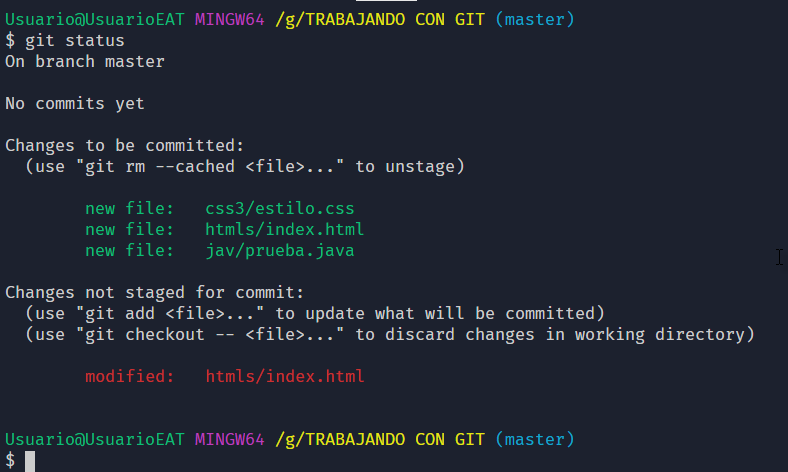 Usuario@UsuarioEAT MINGW64 /g/TRABAJANDO CON GIT (master)
$ git status
On branch master
No commits yet
Changes to be committed:
(use "git rm --cached <file>..." to unstage)
new file: css3/estilo.css
new file: htmls/index.html
new file: jav/prueba.java
Changes not staged for commit:
(use "git add <file>..." to update what will be committed)
(use "git checkout -- <file>..." to discard changes in working directory)
modified: htmls/index.html
Usuario@UsuarioEAT MINGW64 /g/TRABAJANDO CON GIT (master)
$